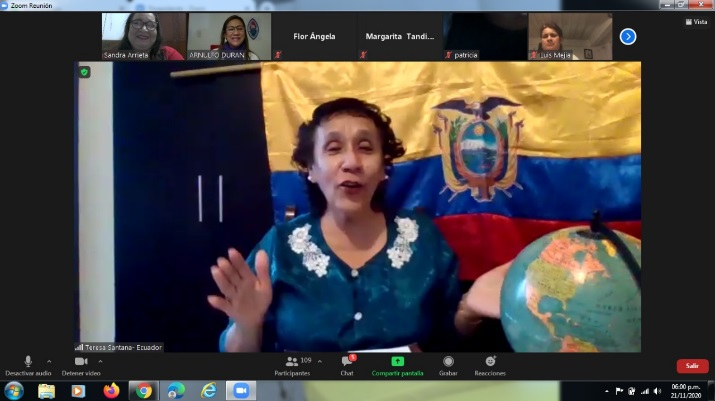 Zoom Reunión
Vista
Sandra Arrieta
ARNULFO DURAN
Flor Ángela
Margarita Tandi...
patricia
Luis Mejia
Teresa Santana- Ecuador
Desactivar audio
Detener video
109
Participantes
5
Chat
Compartir pantalla
Grabar
Reacciones
Salir
06:00 p.m.
21/11/2020